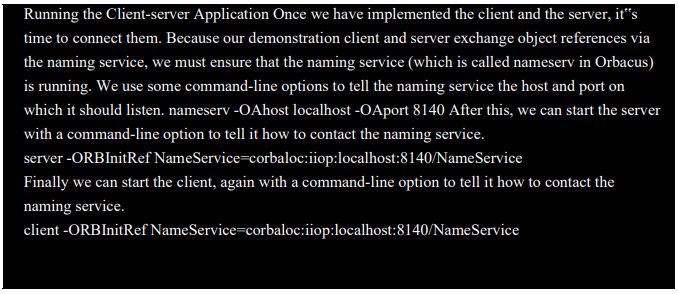 Running the Client-server Application Once we have implemented the client and the server, it‟s
time to connect them. Because our demonstration client and server exchange object references via
the naming service, we must ensure that the naming service (which is called nameserv in Orbacus)
is running. We use some command-line options to tell the naming service the host and port on
which it should listen. nameserv -OAhost localhost -OAport 8140 After this, we can start the server
with a command-line option to tell it how to contact the naming service.
server -ORBInitRef NameService=corbaloc:iiop:localhost:8140/NameService
Finally we can start the client, again with a command-line option to tell it how to contact the
naming service.
client -ORBInitRef NameService=corbaloc:iiop:localhost:8140/NameService